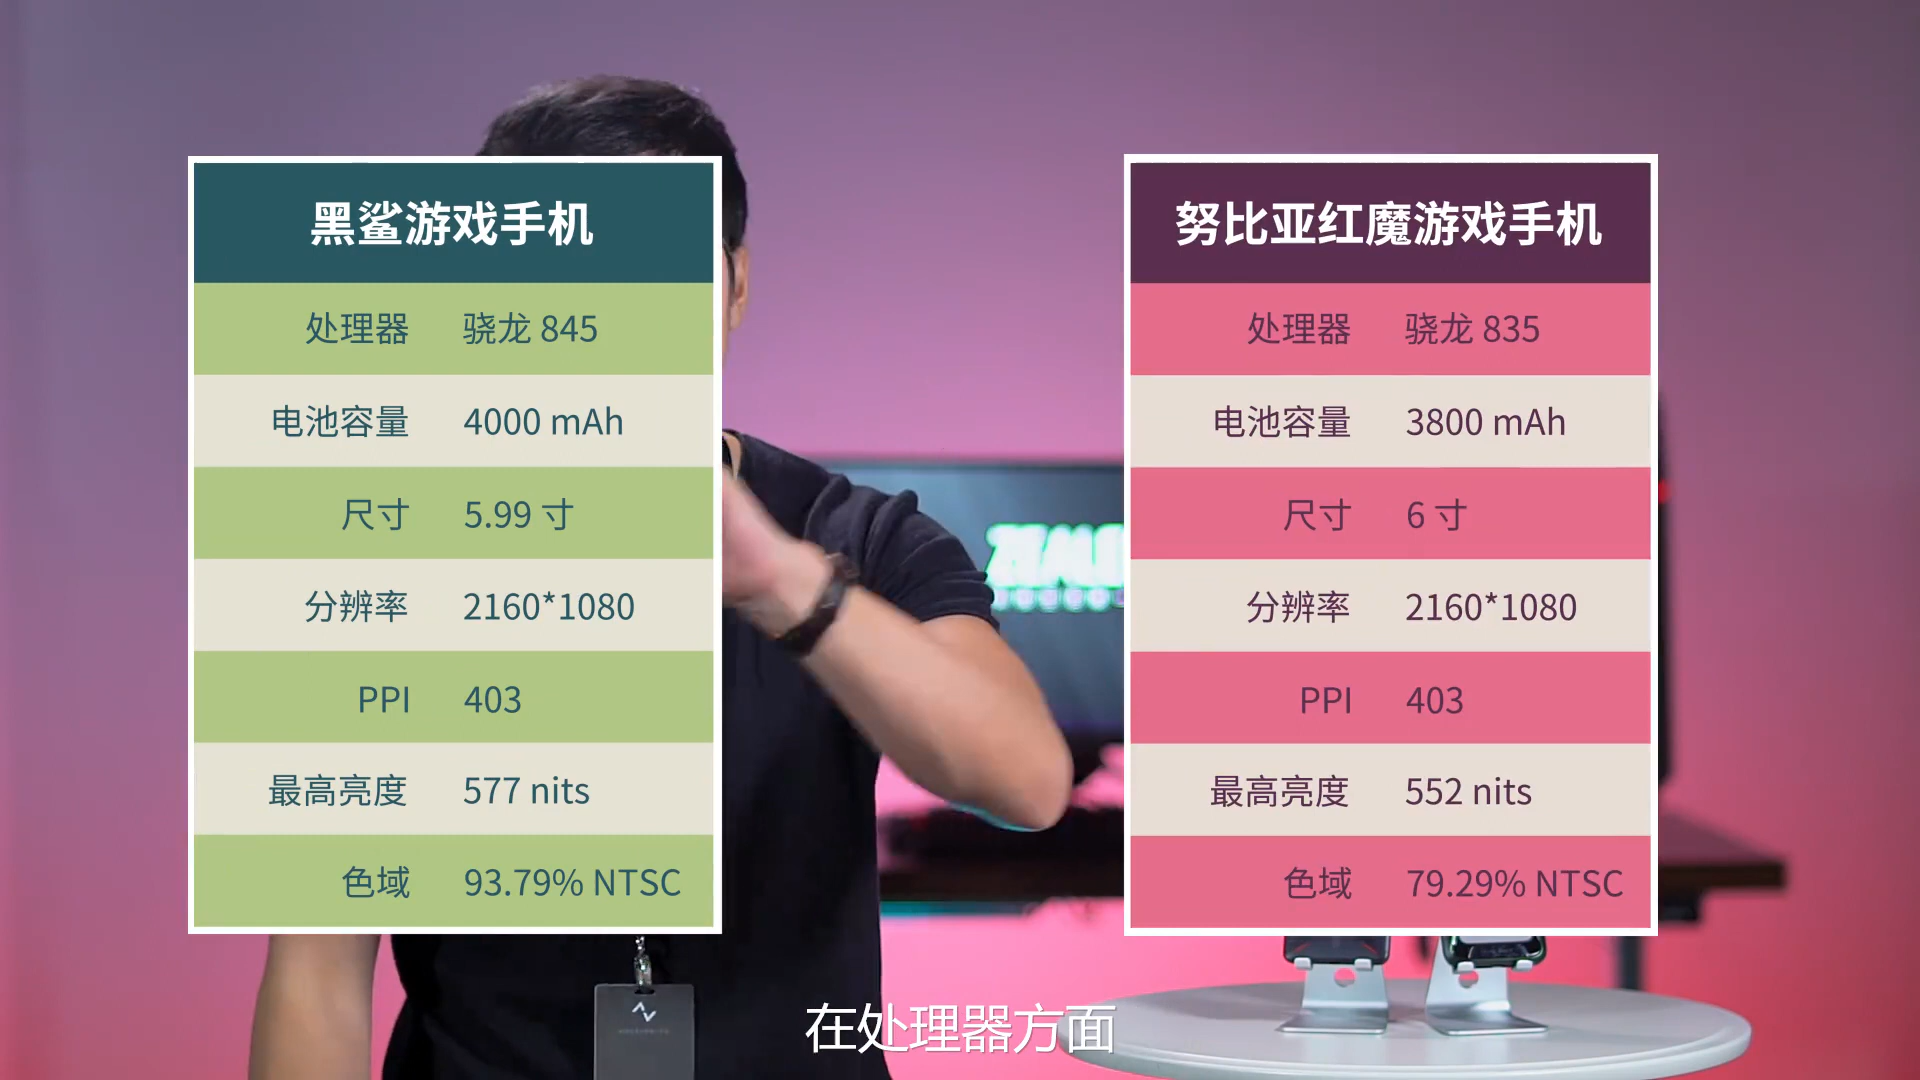 黑鲨游戏手机
处理器 骁龙 845
电池容量 4000 mAh
尺寸 5.99 寸
分辨率 2160*1080
PPI 403
最高亮度 577 nits
色域 93.79% NTSC
努比亚红魔游戏手机
处理器 骁龙 835
电池容量 3800 mAh
尺寸 6 寸
分辨率 2160*1080
PPI 403
最高亮度 552 nits
色域 79.29% NTSC
在处理器方面